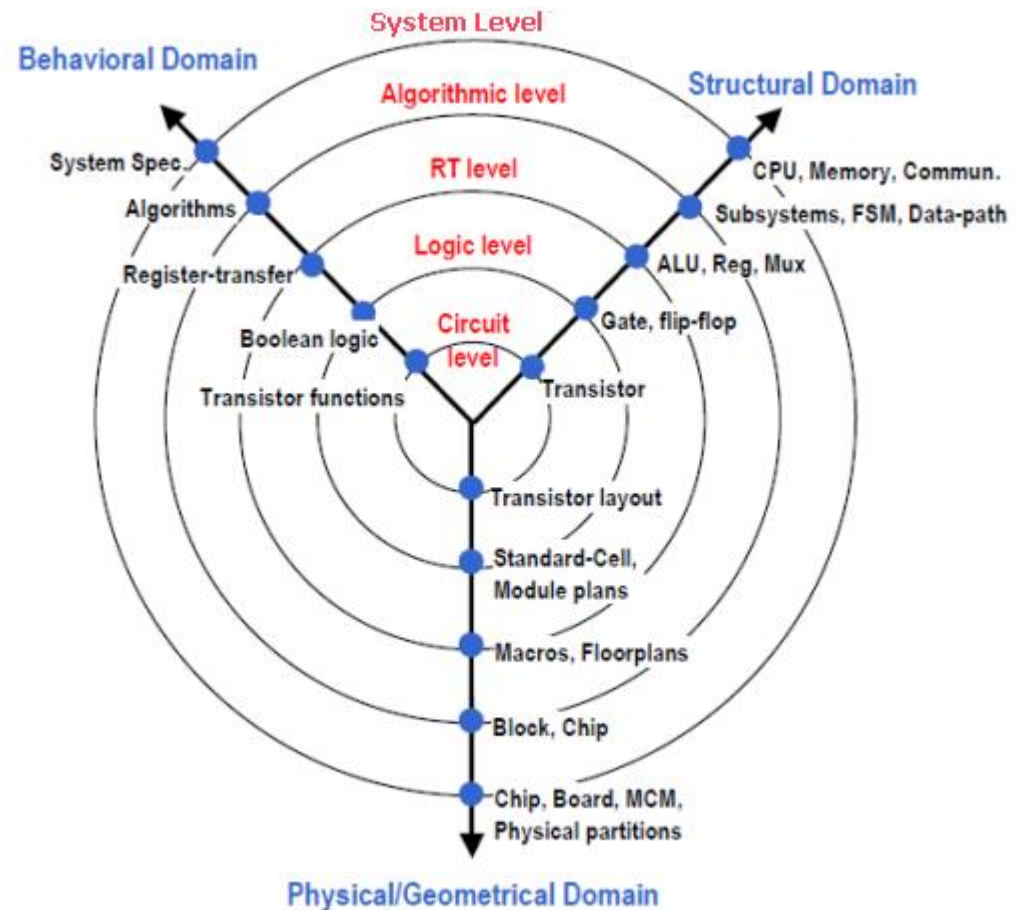 System Level
Behavioral Domain
Structural Domain
Algorithmic level
System Spec.
CPU, Memory, Commun.
RT level
Algorithms
Subsystems, FSM, Data-path
Logic level
Register-transfer
ALU, Reg, Mux
Circuit
level
Boolean logic
Gate, flip-flop
Transistor functions
Transistor
Transistor layout
Standard-Cell,
Module plans
Macros, Floorplans
Block, Chip
Chip, Board, MCM,
Physical partitions
Physical/Geometrical Domain